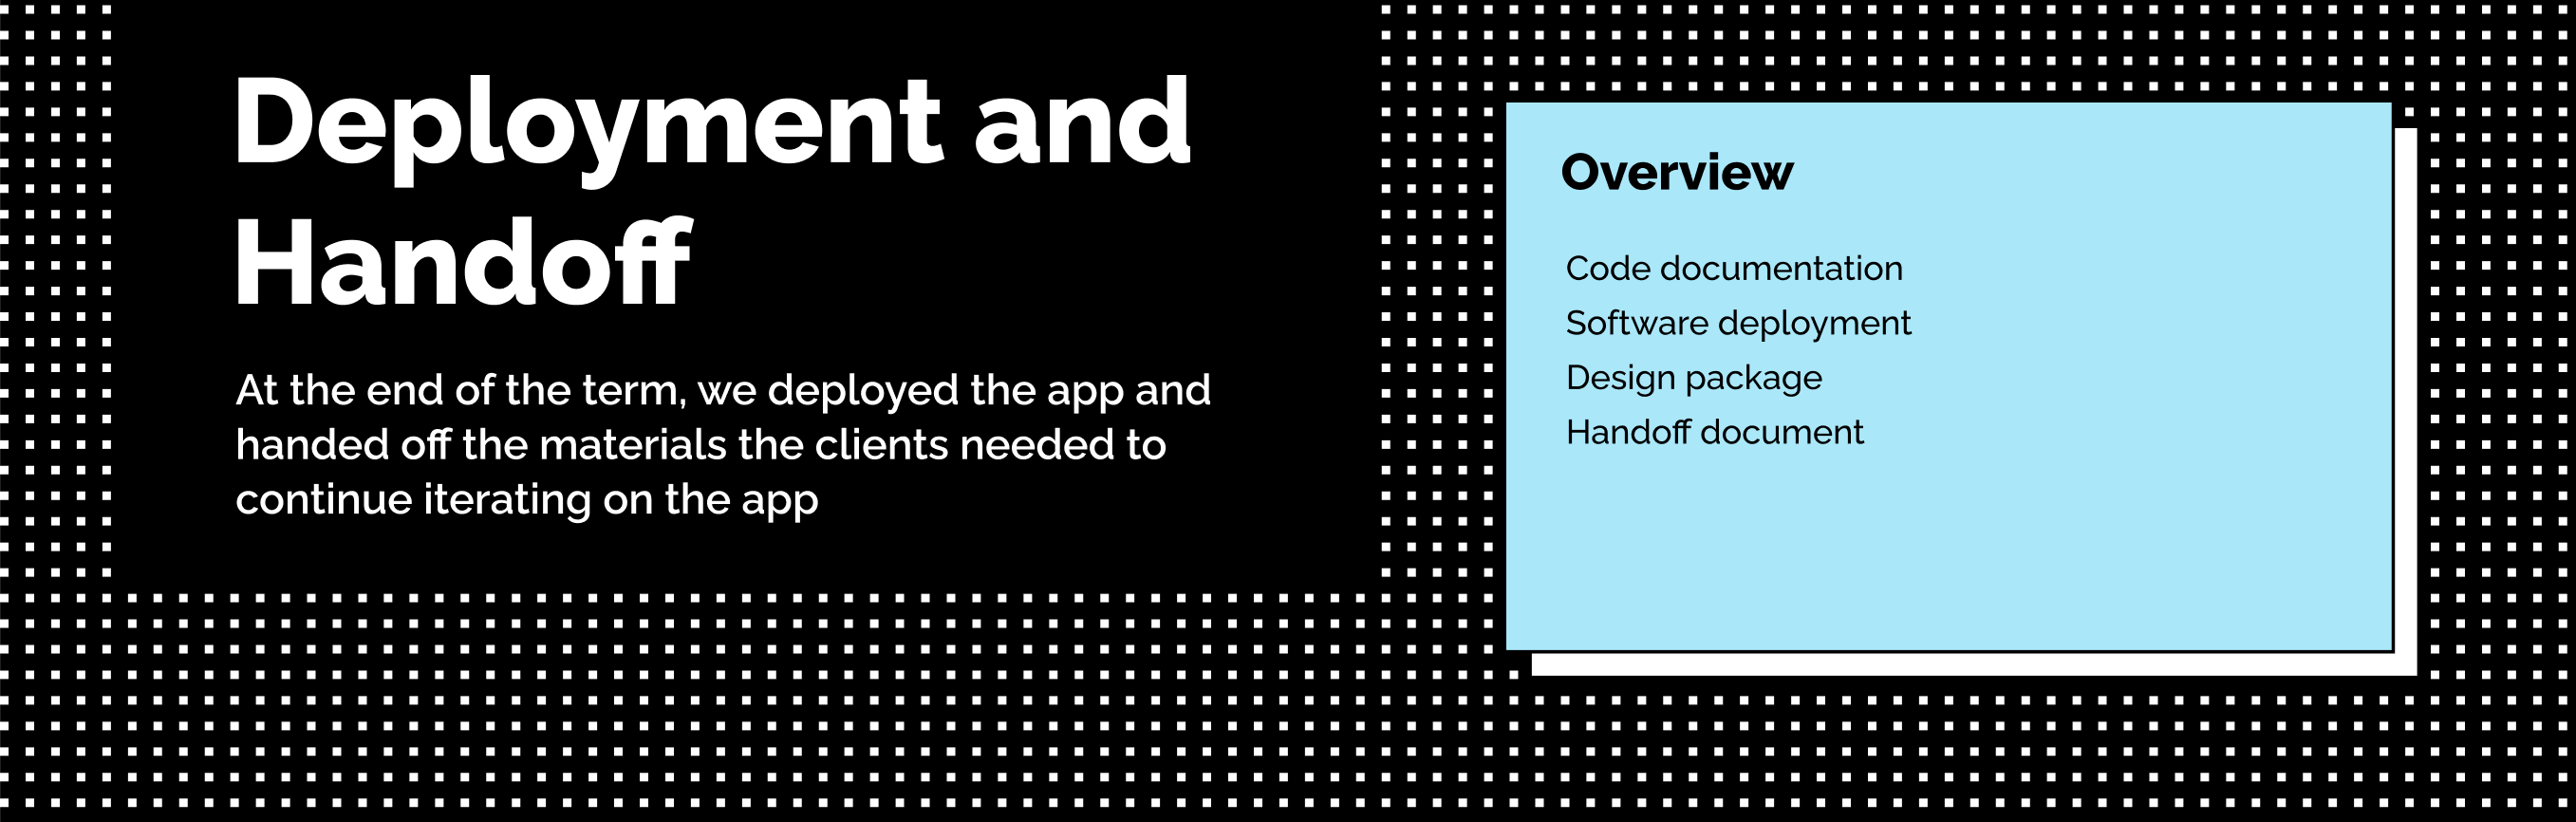 Deployment and
Handoff
At the end of the term, we deployed the app and
handed off the materials the clients needed to
continue iterating on the app
Overview
Code documentation
Software deployment
Design package
Handoff document